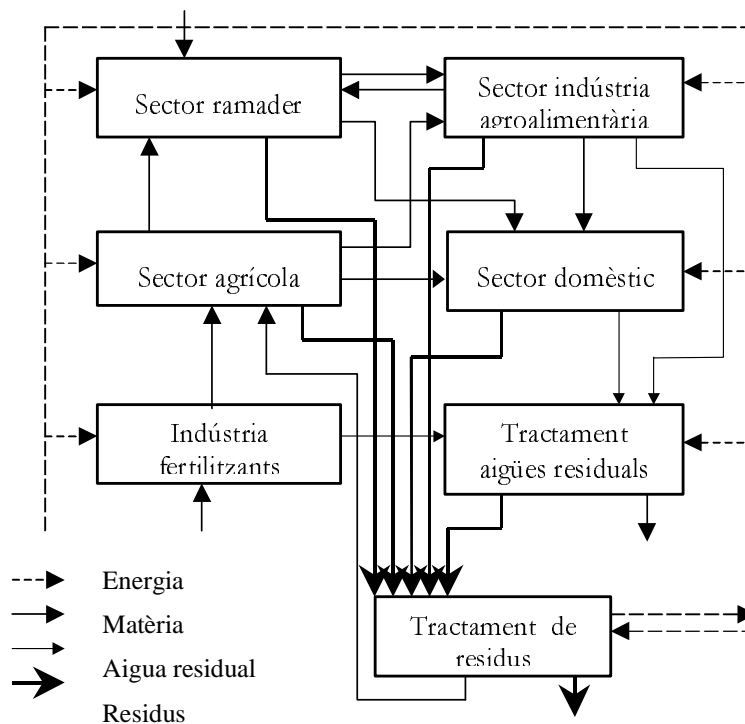 Sector ramader
Sector indústria
agroalimentària
Sector agrícola
Sector domèstic
Indústria
fertilitzants
Tractament
aigües residuals
Tractament de
residus
Energia
Matèria
Aigua residual
Residus